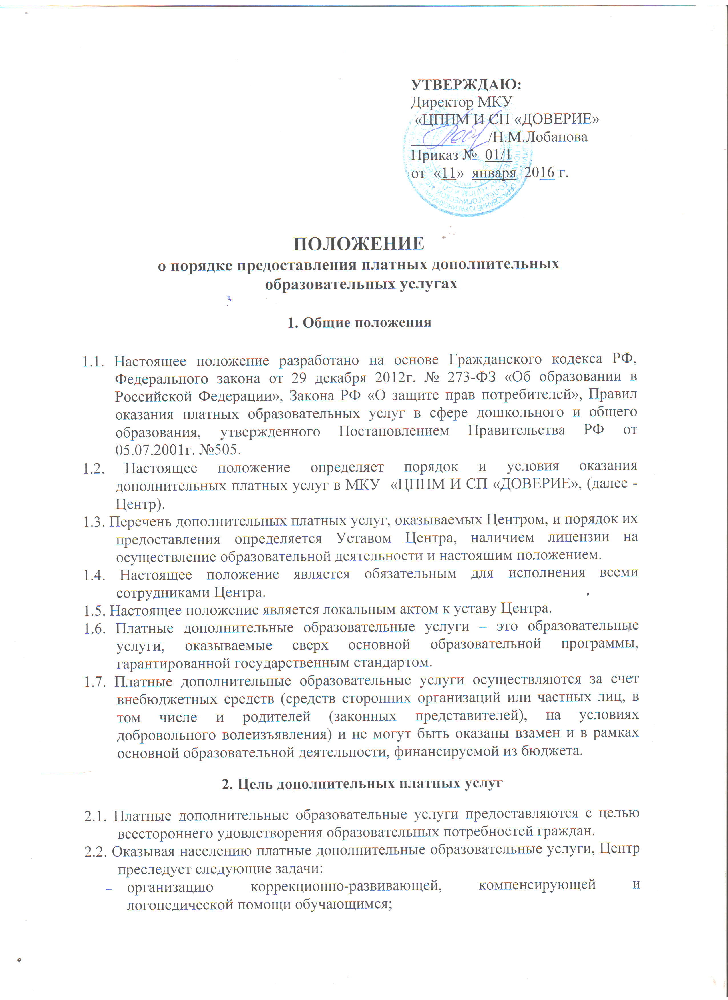 УТВЕРЖДАЮ:
Директор МКУ
«ЦППМ И СП «ДОВЕРИЕ»
__________/Н.М.Лобанова
Приказ № 01/1
от «11» января 2016 г.
ПОЛОЖЕНИЕ
о порядке предоставления платных дополнительных
образовательных услугах
1. Общие положения
1.1. Настоящее положение разработано на основе Гражданского кодекса РФ,
Федерального закона от 29 декабря 2012г. № 273-ФЗ «Об образовании в
Российской Федерации», Закона РФ «О защите прав потребителей», Правил
оказания платных образовательных услуг в сфере дошкольного и общего
образования, утвержденного Постановлением Правительства РФ от
05.07.2001г. №505.
1.2. Настоящее положение определяет порядок и условия оказания
дополнительных платных услуг в МКУ «ЦППМ И СП «ДОВЕРИЕ», (далее -
Центр).
1.3. Перечень дополнительных платных услуг, оказываемых Центром, и порядок их
предоставления определяется Уставом Центра, наличием лицензии на
осуществление образовательной деятельности и настоящим положением.
1.4. Настоящее положение является обязательным для исполнения всеми
сотрудниками Центра.
1.5. Настоящее положение является локальным актом к уставу Центра.
1.6. Платные дополнительные образовательные услуги – это образовательные
услуги, оказываемые сверх основной образовательной программы,
гарантированной государственным стандартом.
1.7. Платные дополнительные образовательные услуги осуществляются за счет
внебюджетных средств (средств сторонних организаций или частных лиц, в
том числе и родителей (законных представителей), на условиях
добровольного волеизъявления) и не могут быть оказаны взамен и в рамках
основной образовательной деятельности, финансируемой из бюджета.
2. Цель дополнительных платных услуг
2.1. Платные дополнительные образовательные услуги предоставляются с целью
всестороннего удовлетворения образовательных потребностей граждан.
2.2. Оказывая населению платные дополнительные образовательные услуги, Центр
преследует следующие задачи:
– организацию коррекционно-развивающей, компенсирующей и
логопедической помощи обучающимся;